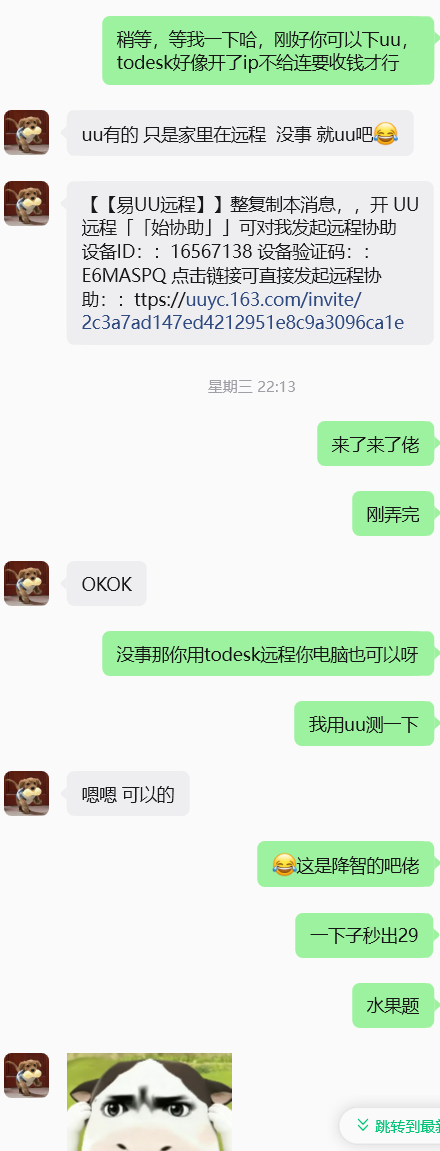 稍等，等我一下哈，刚好你可以下uu，
todesk好像开了ip不给连要收钱才行
uu有的 只是家里在远程 没事 就uu吧😂
【【易UU远程】】整复制本消息，，开 UU
远程「「始协助」」可对我发起远程协助
设备ID：：16567138 设备验证码：：
E6MASPQ 点击链接可直接发起远程协
助：：ttps://uuyc.163.com/invite/
2c3a7ad147ed4212951e8c9a3096ca1e
星期三 22:13
来了来了佬
刚弄完
OKOK
没事那你用todesk远程你电脑也可以呀
我用uu测一下
嗯嗯 可以的
😂这是降智的吧佬
一下子秒出29
水果题
跳转到最